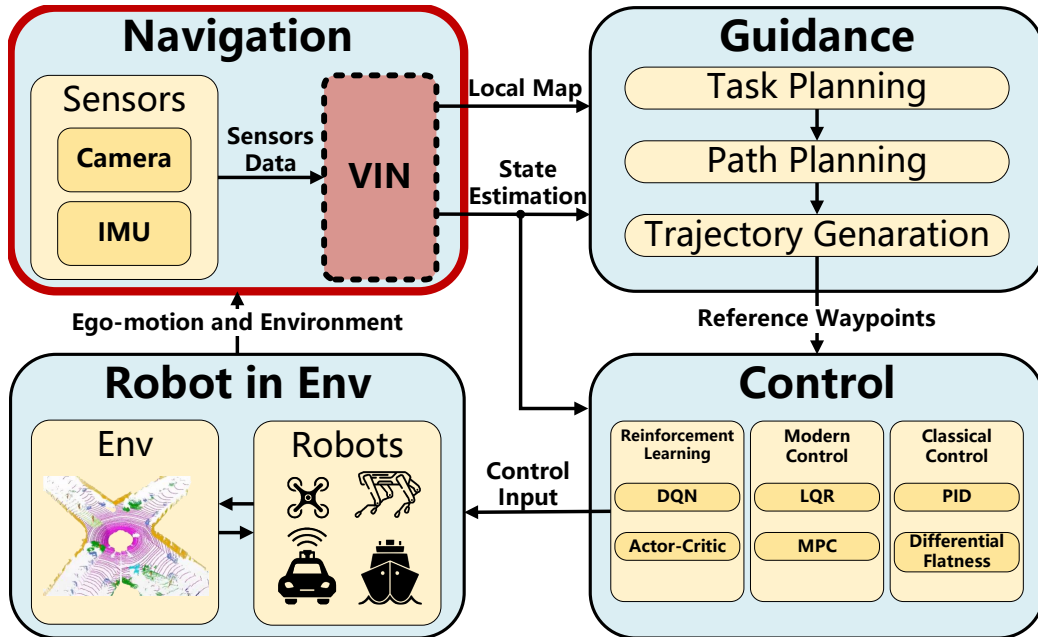 Navigation
Sensors
Camera
IMU
Sensors
Data
VIN
Local Map
State
Estimation
Guidance
Task Planning
Path Planning
Trajectory Genaration
Ego-motion and Environment
Reference Waypoints
Robot in Env
Env
Robots
Control
Input
Control
Reinforcement
Learning
DQN
Actor-Critic
Modern
Control
LQR
MPC
Classical
Control
PID
Differential
Flatness